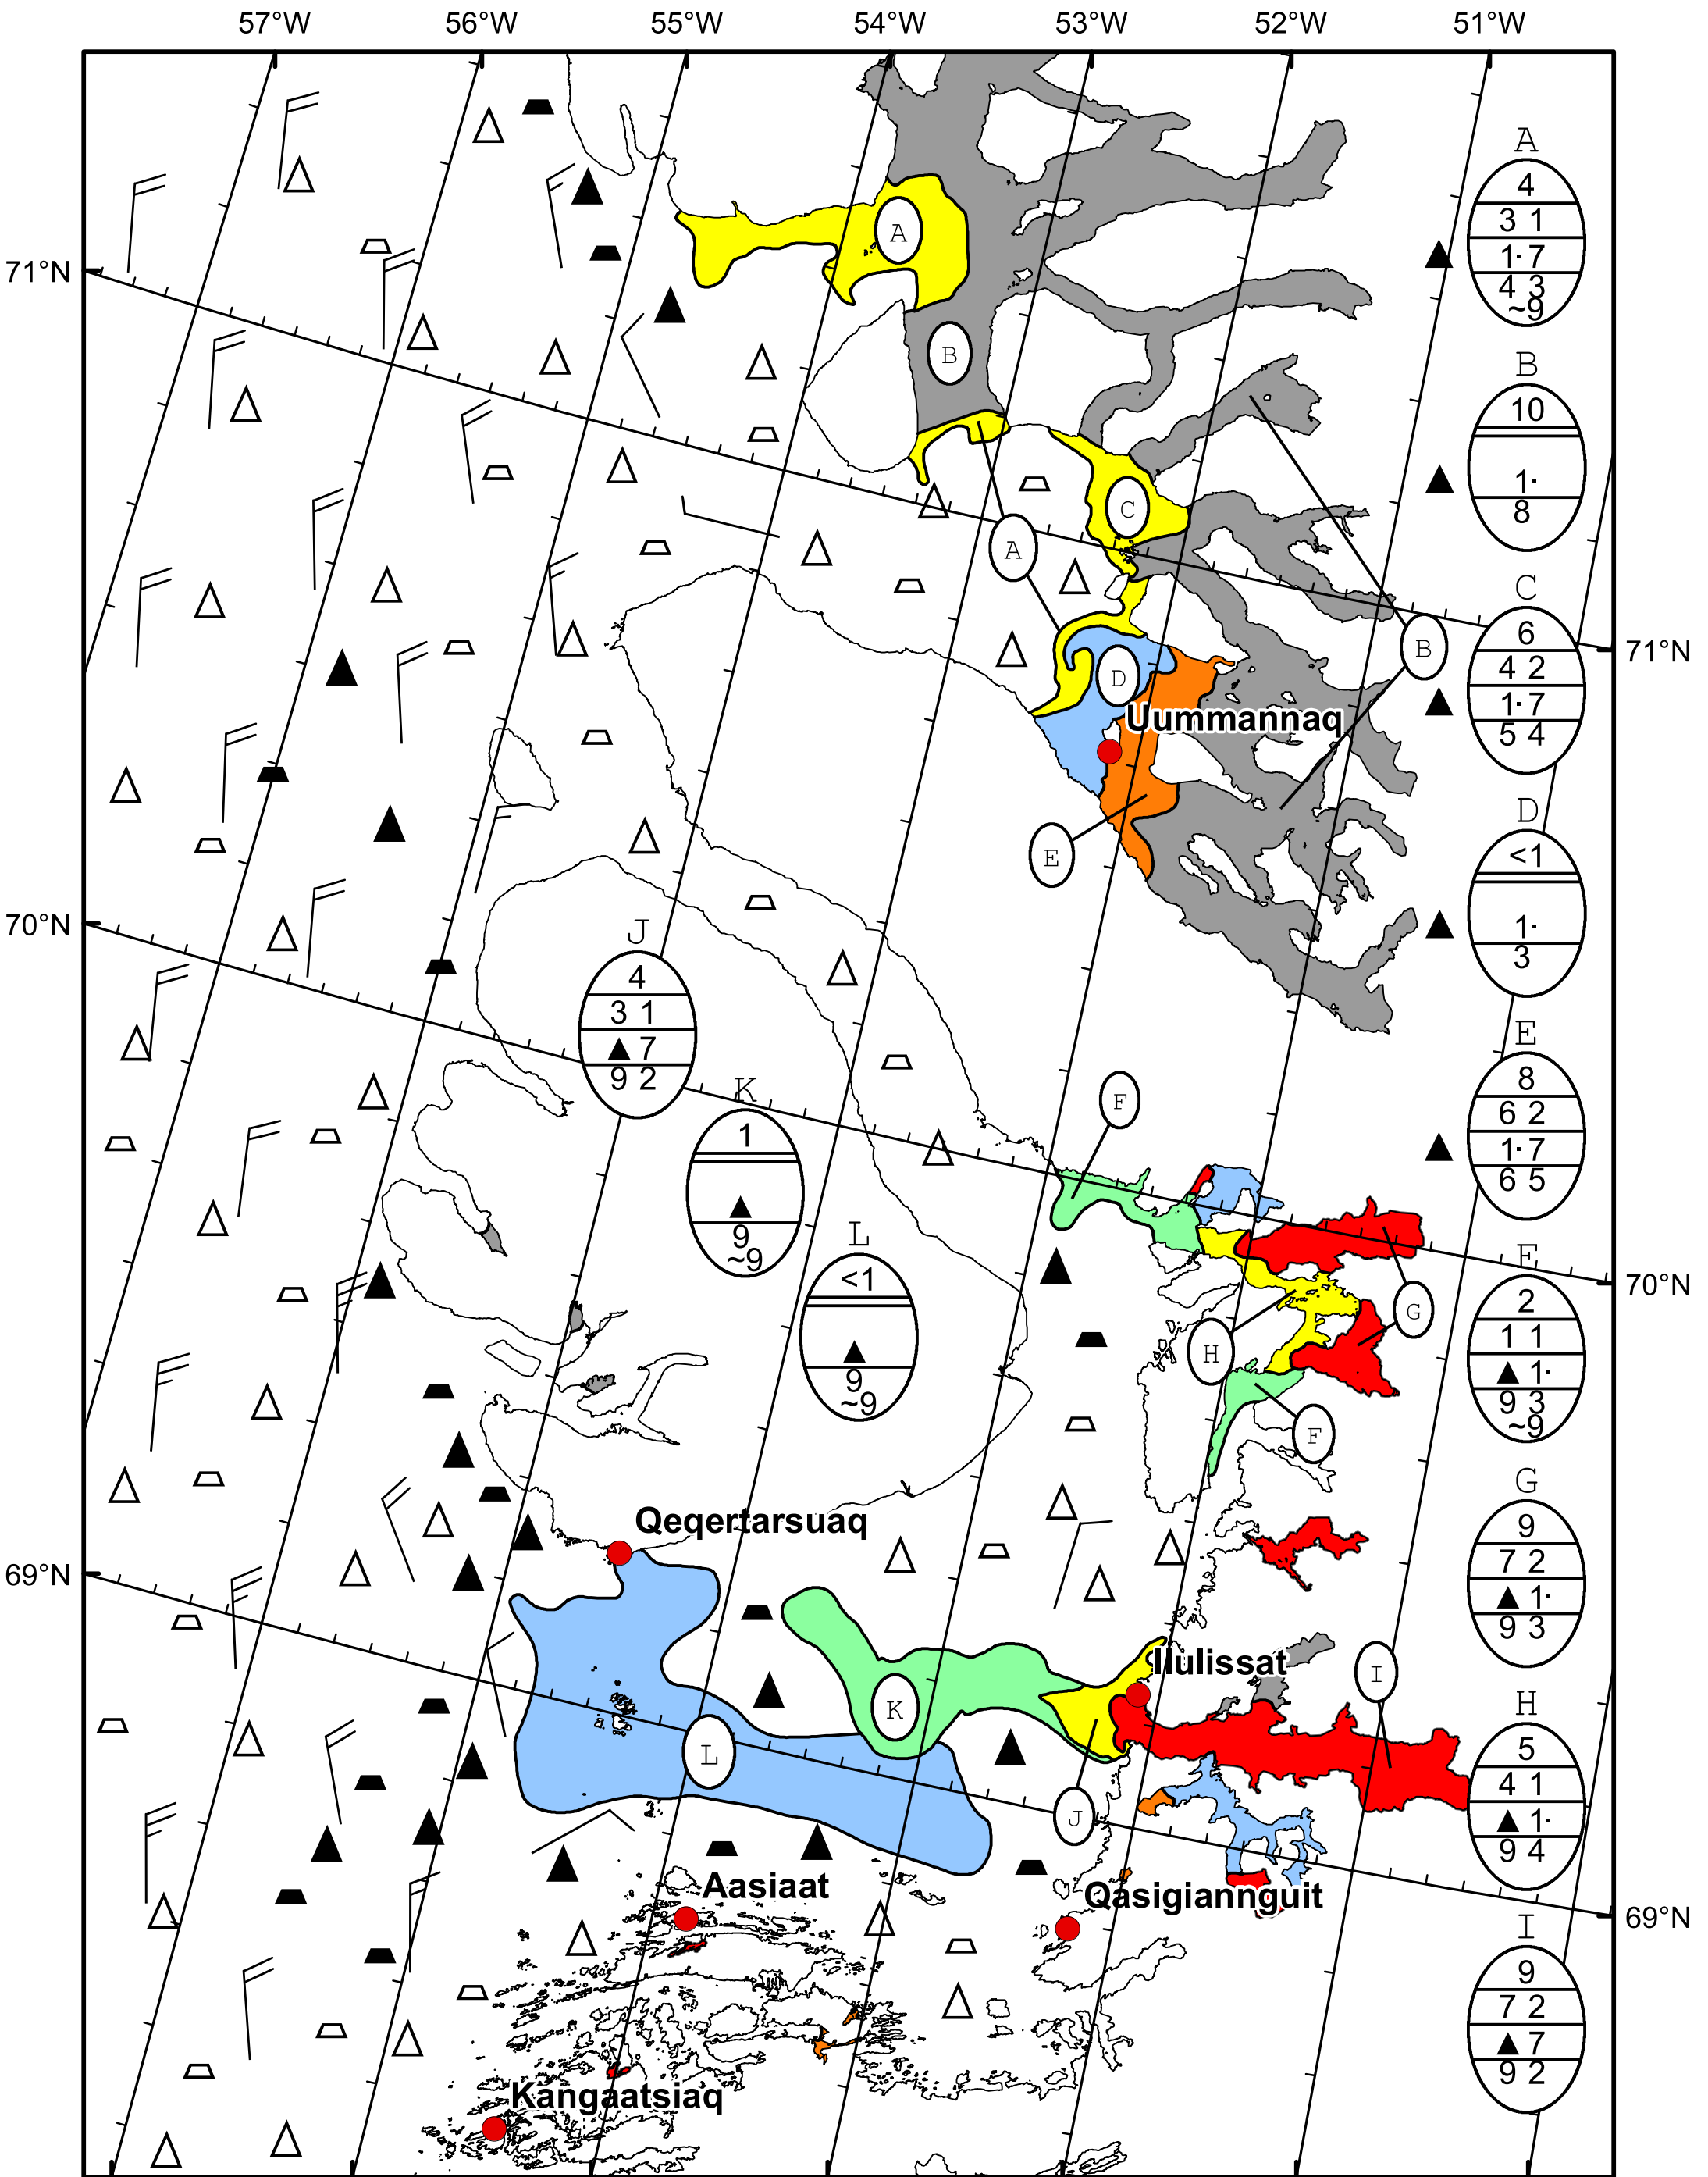 57°W 56°W 55°W 54°W 53°W 52°W 51°W
A
4
3 1
1· 7
4 3
~9
A
71°N
B
B
10
1·
8
C
A
C
6
4 2
1· 7
5 4
B
71°N
D
Uummannaq
D
<1
1·
3
E
70°N
J
4
3 1
▲ 7
9 2
E
8
6 2
1· 7
6 5
K
1
▲
9
~9
F
L
<1
▲
9
~9
F
2
1 1
▲ 1·
9 3
~9
70°N
G
H
F
G
9
7 2
▲ 1·
9 3
Qeqertarsuaq
69°N
Ilulissat
I
K
L
J
H
5
4 1
▲ 1·
9 4
Aasiaat
Qasigiannguit
69°N
I
9
7 2
▲ 7
9 2
Kangaatsiaq